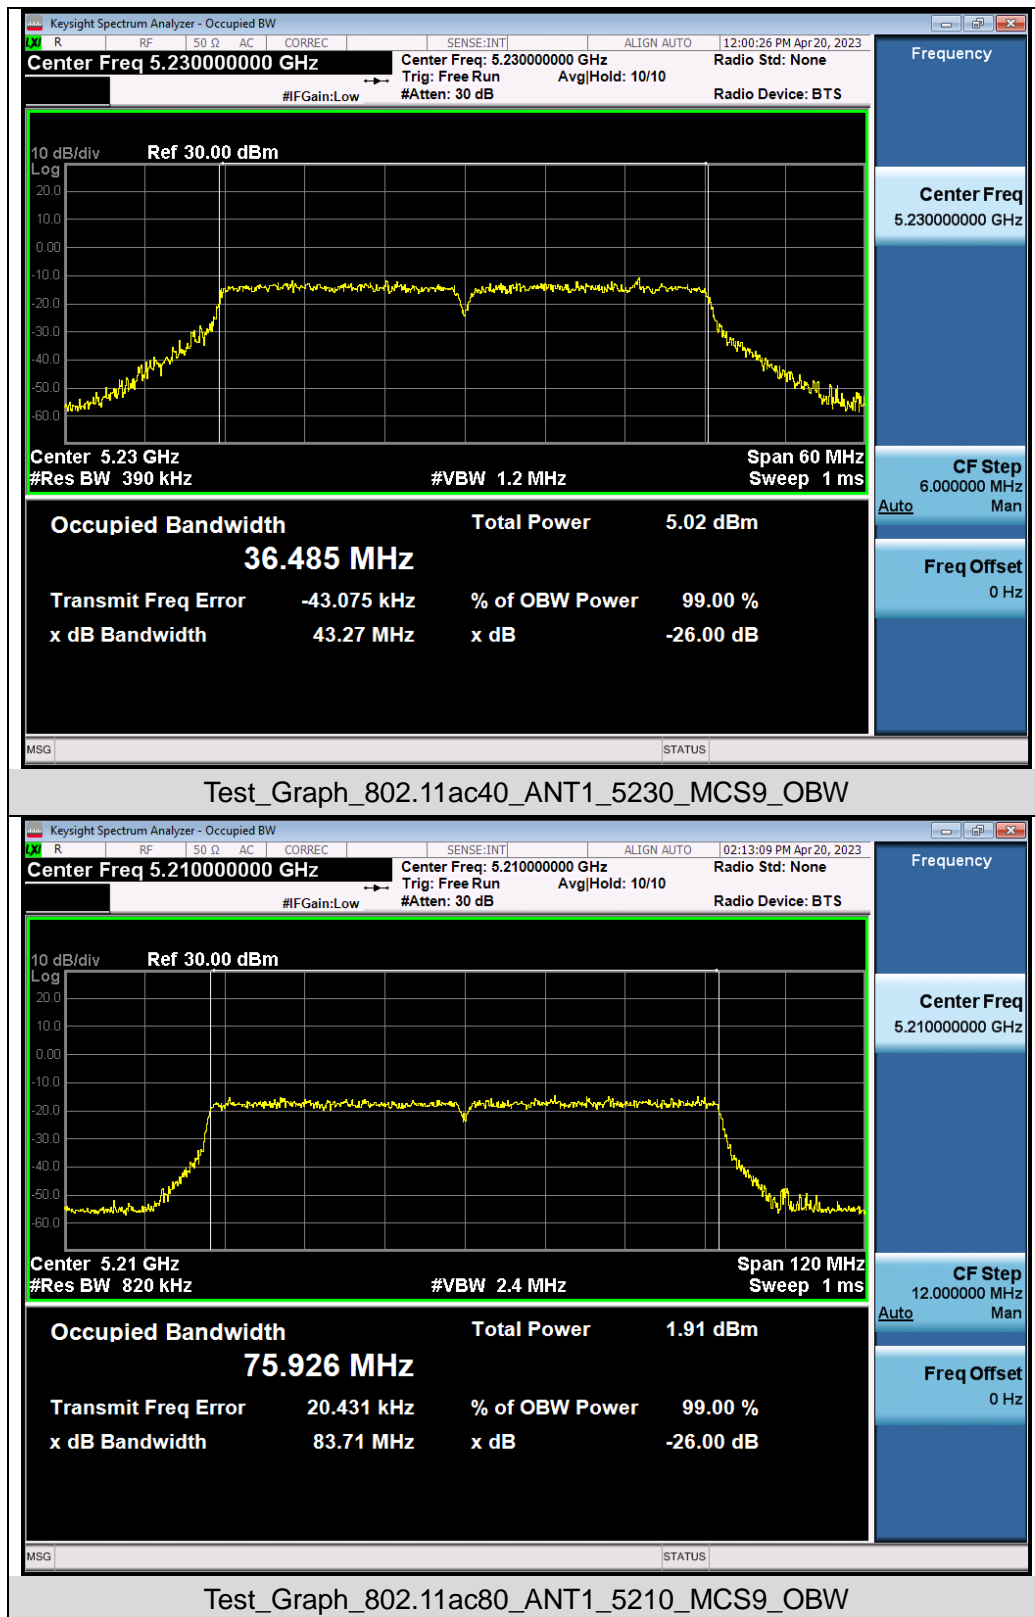 Keysight Spectrum Analyzer - Occupied BW
LXI R RF 50 Ω AC CORREC SENSE:INT ALIGN AUTO 12:00:26 PM Apr 20, 2023
Center Freq 5.230000000 GHz Center Freq: 5.230000000 GHz Radio Std: None
Trig: Free Run Avg|Hold: 10/10
#IFGain:Low #Atten: 30 dB Radio Device: BTS
Frequency
10 dB/div Ref 30.00 dBm
Log
20.0
10.0
0.00
-10.0
-20.0
-30.0
-40.0
-50.0
-60.0
Center Freq
5.230000000 GHz
Center 5.23 GHz Span 60 MHz
#Res BW 390 kHz #VBW 1.2 MHz Sweep 1 ms
CF Step
6.000000 MHz
Auto Man
Occupied Bandwidth Total Power 5.02 dBm
36.485 MHz
Transmit Freq Error -43.075 kHz % of OBW Power 99.00 %
x dB Bandwidth 43.27 MHz x dB -26.00 dB
Freq Offset
0 Hz
MSG STATUS
Test_Graph_802.11ac40_ANT1_5230_MCS9_OBW
Keysight Spectrum Analyzer - Occupied BW
LXI R RF 50 Ω AC CORREC SENSE:INT ALIGN AUTO 02:13:09 PM Apr 20, 2023
Center Freq 5.210000000 GHz Center Freq: 5.210000000 GHz Radio Std: None
Trig: Free Run Avg|Hold: 10/10
#IFGain:Low #Atten: 30 dB Radio Device: BTS
Frequency
10 dB/div Ref 30.00 dBm
Log
20.0
10.0
0.00
-10.0
-20.0
-30.0
-40.0
-50.0
-60.0
Center Freq
5.210000000 GHz
Center 5.21 GHz Span 120 MHz
#Res BW 820 kHz #VBW 2.4 MHz Sweep 1 ms
CF Step
12.000000 MHz
Auto Man
Occupied Bandwidth Total Power 1.91 dBm
75.926 MHz
Transmit Freq Error 20.431 kHz % of OBW Power 99.00 %
x dB Bandwidth 83.71 MHz x dB -26.00 dB
Freq Offset
0 Hz
MSG STATUS
Test_Graph_802.11ac80_ANT1_5210_MCS9_OBW